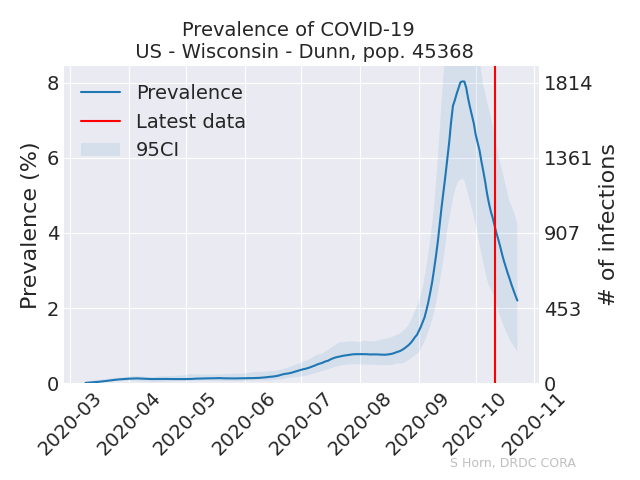 Prevalence of COVID-19
US - Wisconsin - Dunn, pop. 45368
Prevalence
Latest data
95CI
Prevalence (%)
8
6
4
2
0
1814
1361
907
453
0
# of infections
2020-03
2020-04
2020-05
2020-06
2020-07
2020-08
2020-09
2020-10
2020-11
S Horn, DRDC CORA